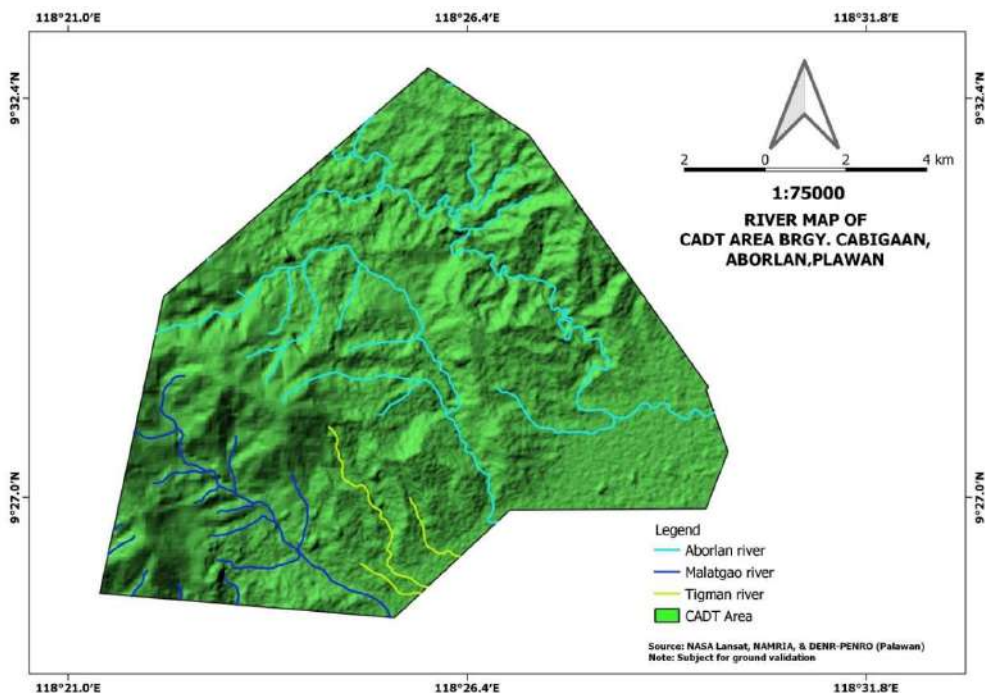 118°21.0'E 118°26.4'E 118°31.8'E
9°32.4'N 9°32.4'N
2 0 2 4 km
1:75000
RIVER MAP OF
CADT AREA BRGY. CABIGAAN,
ABORLAN,PLAWAN
9°27.0'N 9°27.0'N
Legend
Aborlan river
Malatgao river
Tigman river
CADT Area
Source: NASA Lansat, NAMRIA, & DENR-PENRO (Palawan)
Note: Subject for ground validation
118°21.0'E 118°26.4'E 118°31.8'E